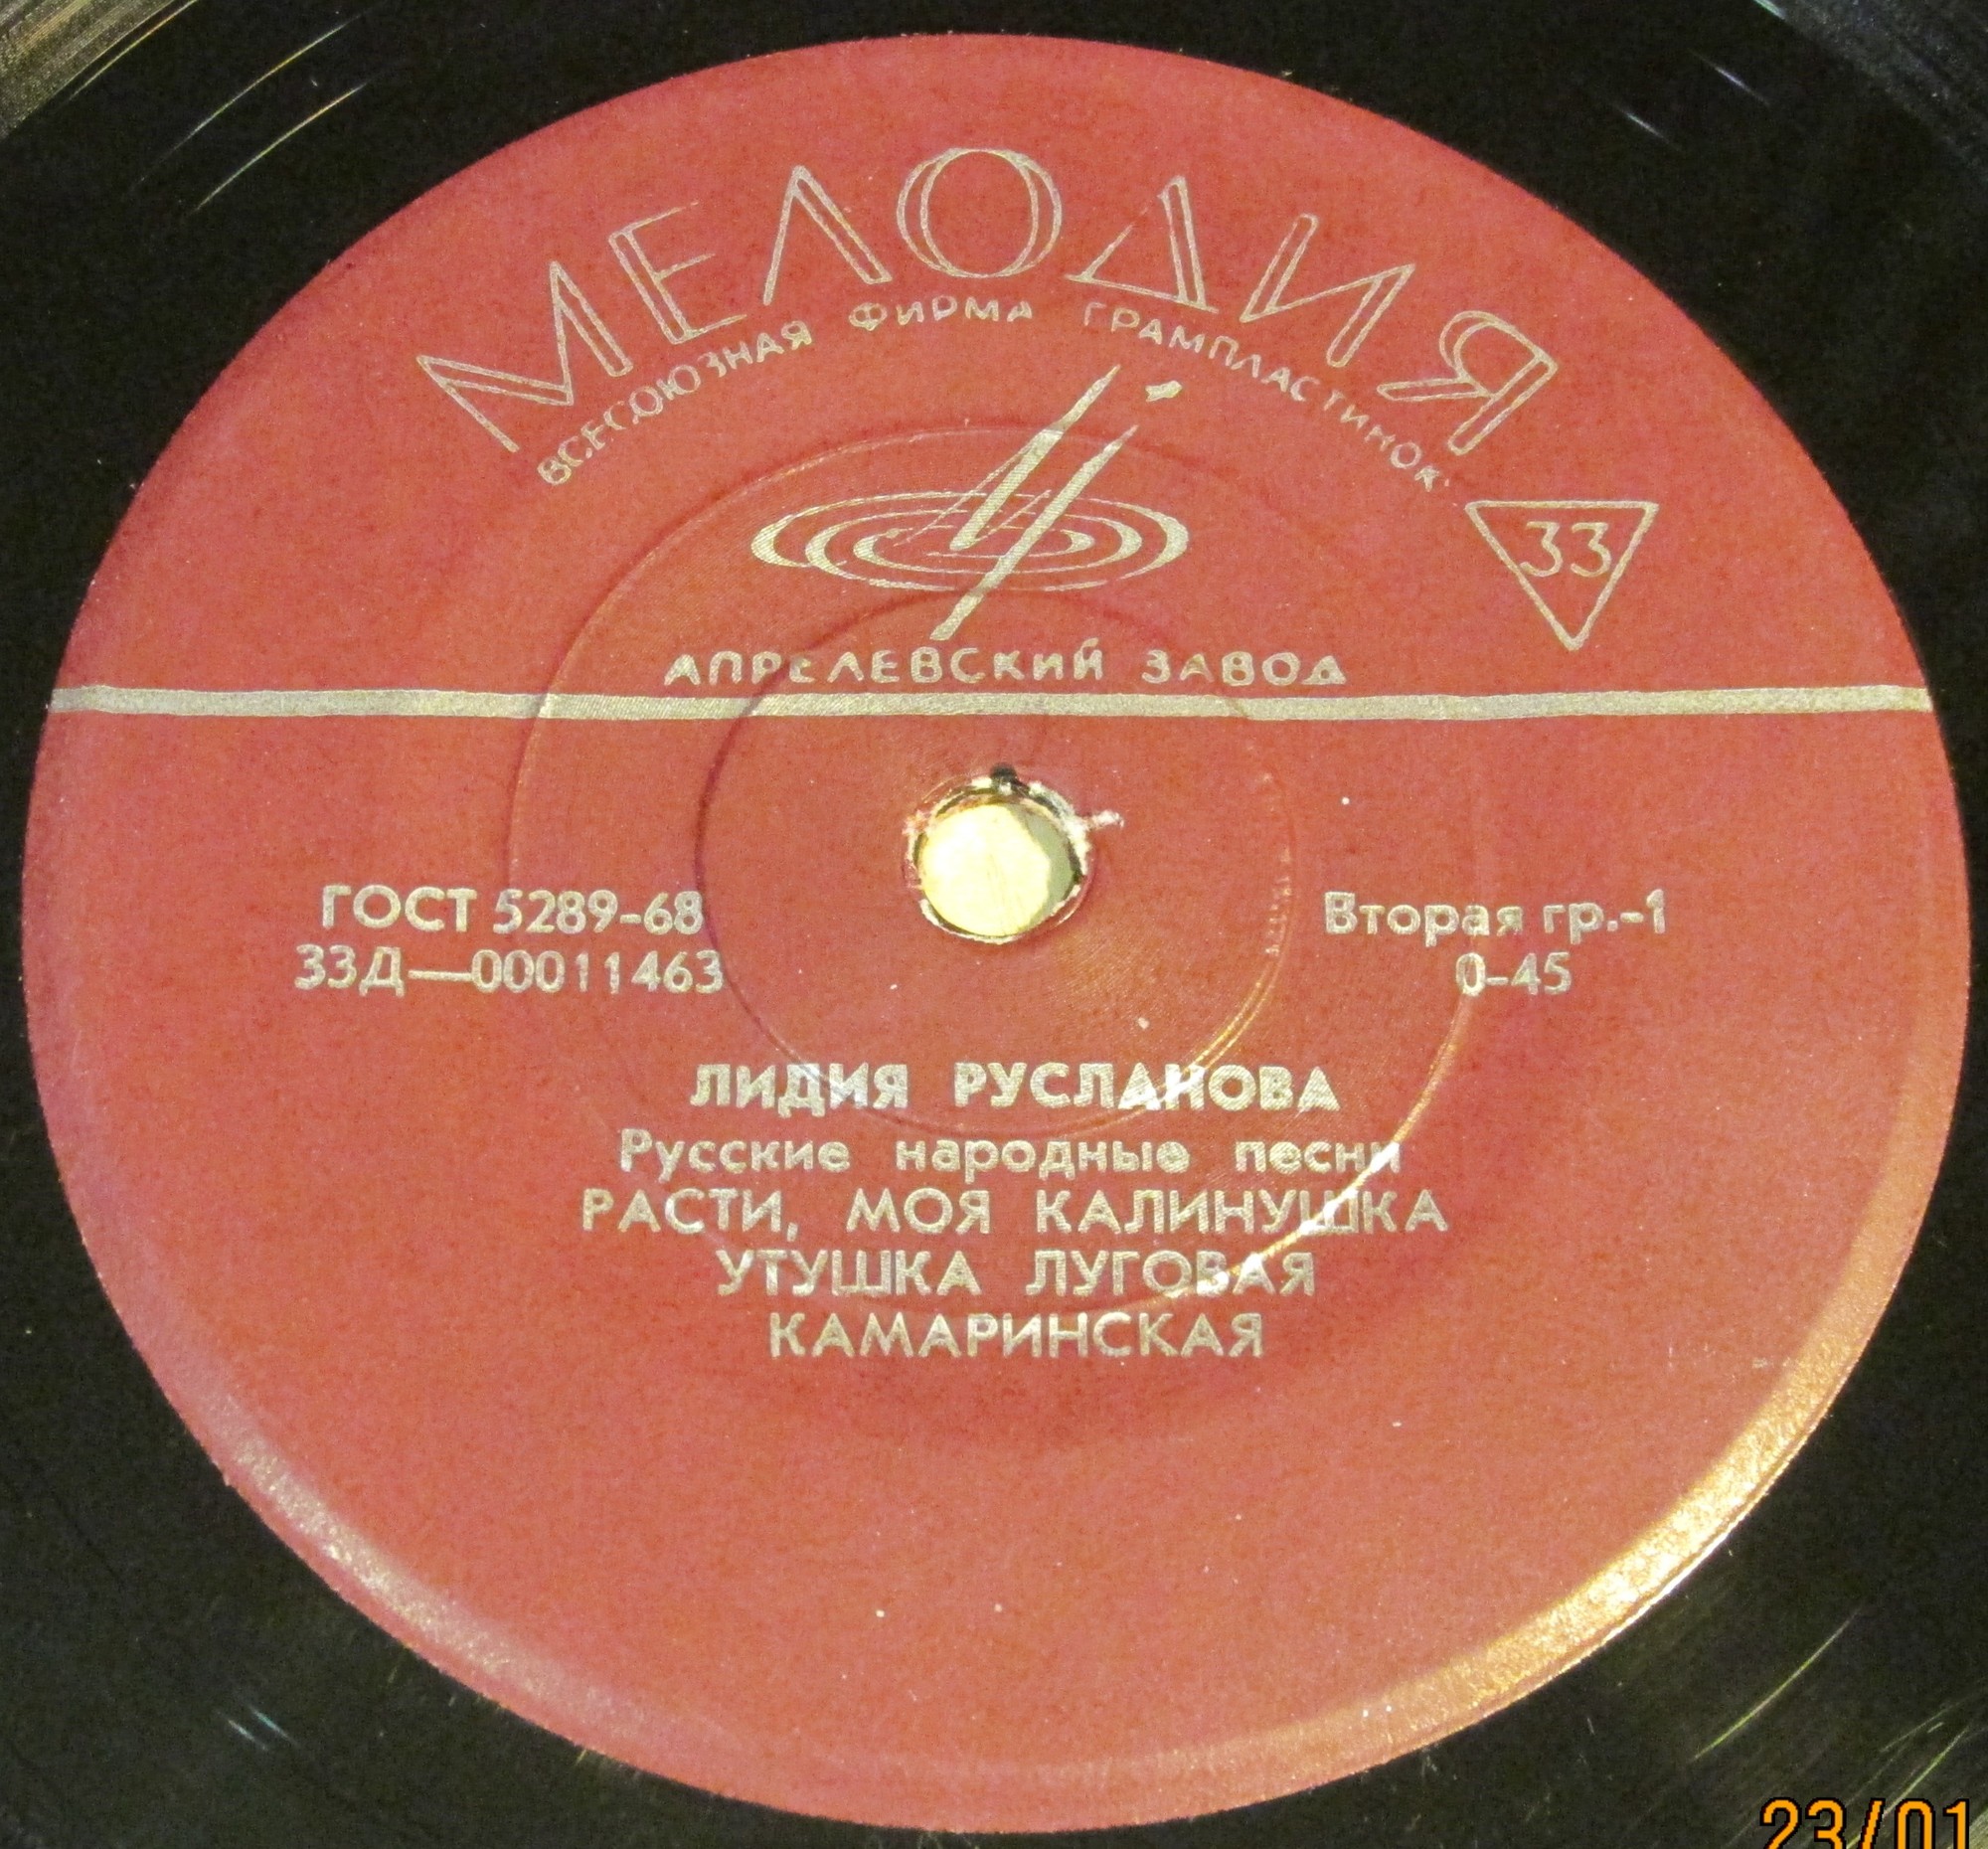 МЕЛОДИЯ
ВСЕСОЮЗНАЯ ФИРМА ГРАМПЛАСТИНОК
33
АПРЕЛЕВСКИЙ ЗАВОД
ГОСТ 5289-68
Вторая гр.-1
33Д—00011463
0-45
ЛИДИЯ РУСЛАНОВА
Русские народные песни
РАСТИ, МОЯ КАЛИНУШКА
УТУШКА ЛУГОВАЯ
КАМАРИНСКАЯ
23/01